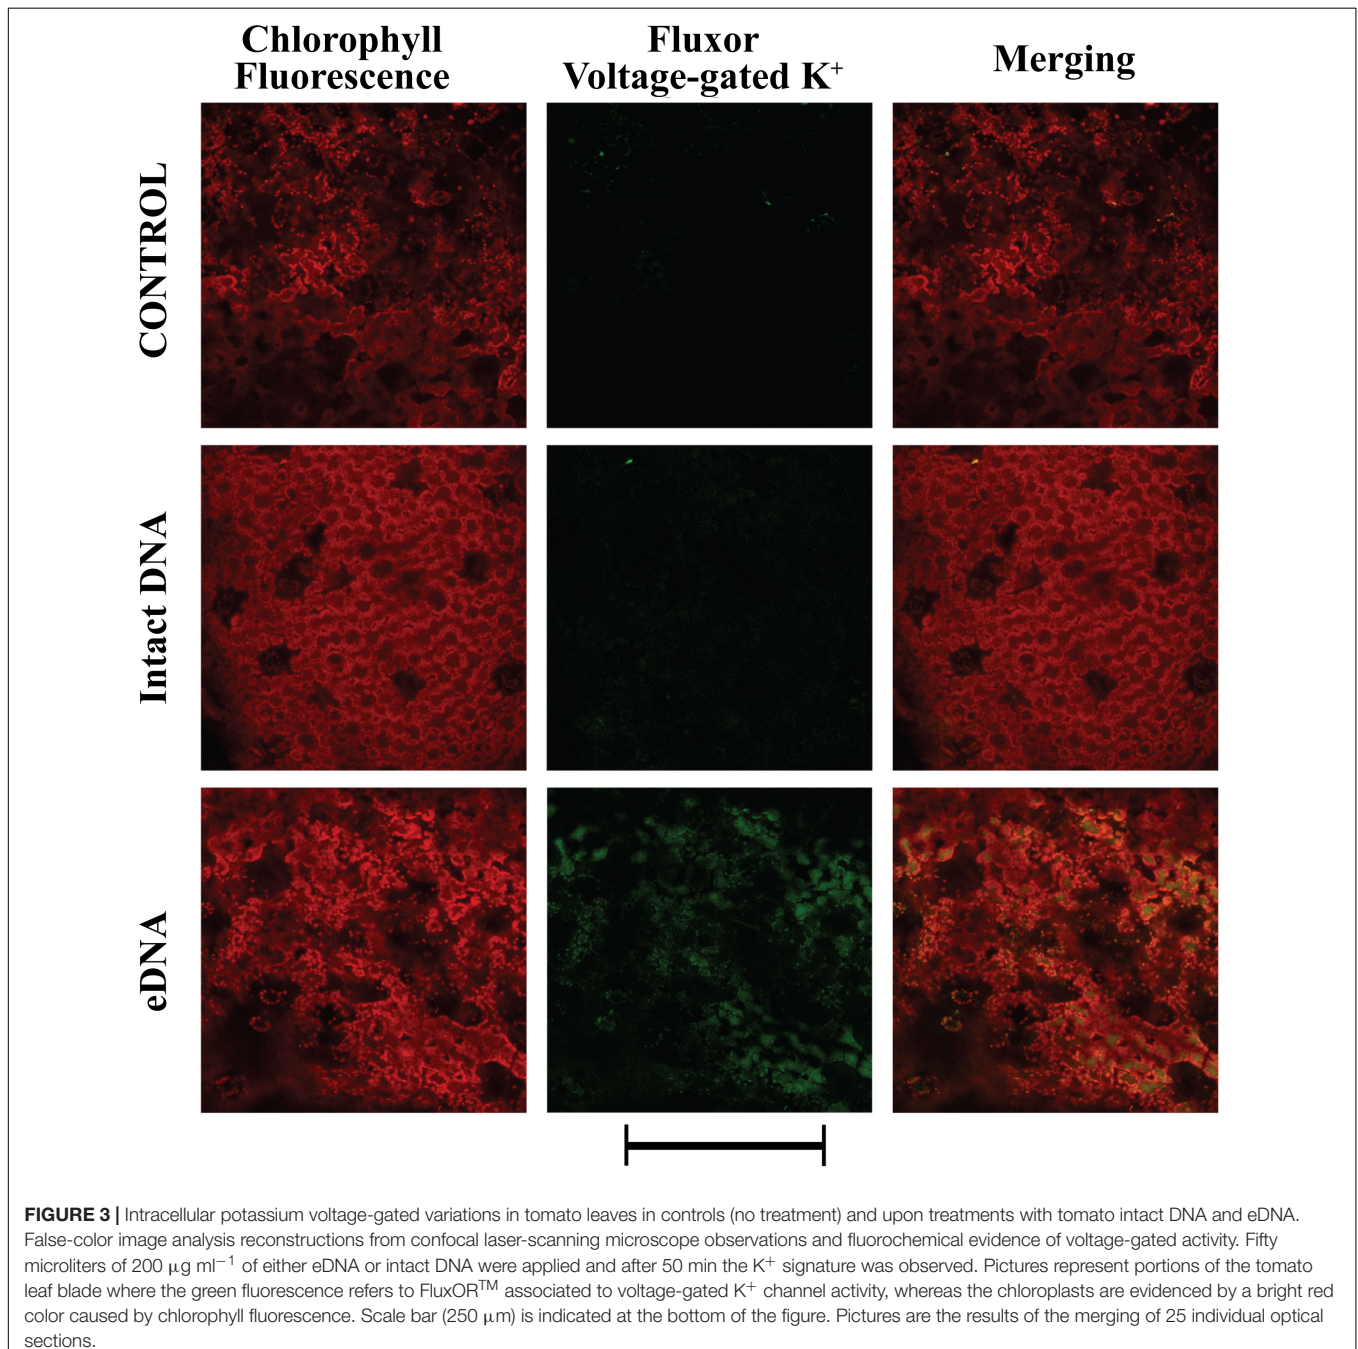 Chlorophyll
Fluorescence
Fluxor
Voltage-gated K⁺
Merging
CONTROL
Intact DNA
eDNA
FIGURE 3 | Intracellular potassium voltage-gated variations in tomato leaves in controls (no treatment) and upon treatments with tomato intact DNA and eDNA.
False-color image analysis reconstructions from confocal laser-scanning microscope observations and fluorochemical evidence of voltage-gated activity. Fifty
microliters of 200 μg ml⁻¹ of either eDNA or intact DNA were applied and after 50 min the K⁺ signature was observed. Pictures represent portions of the tomato
leaf blade where the green fluorescence refers to FluxOR™ associated to voltage-gated K⁺ channel activity, whereas the chloroplasts are evidenced by a bright red
color caused by chlorophyll fluorescence. Scale bar (250 μm) is indicated at the bottom of the figure. Pictures are the results of the merging of 25 individual optical
sections.